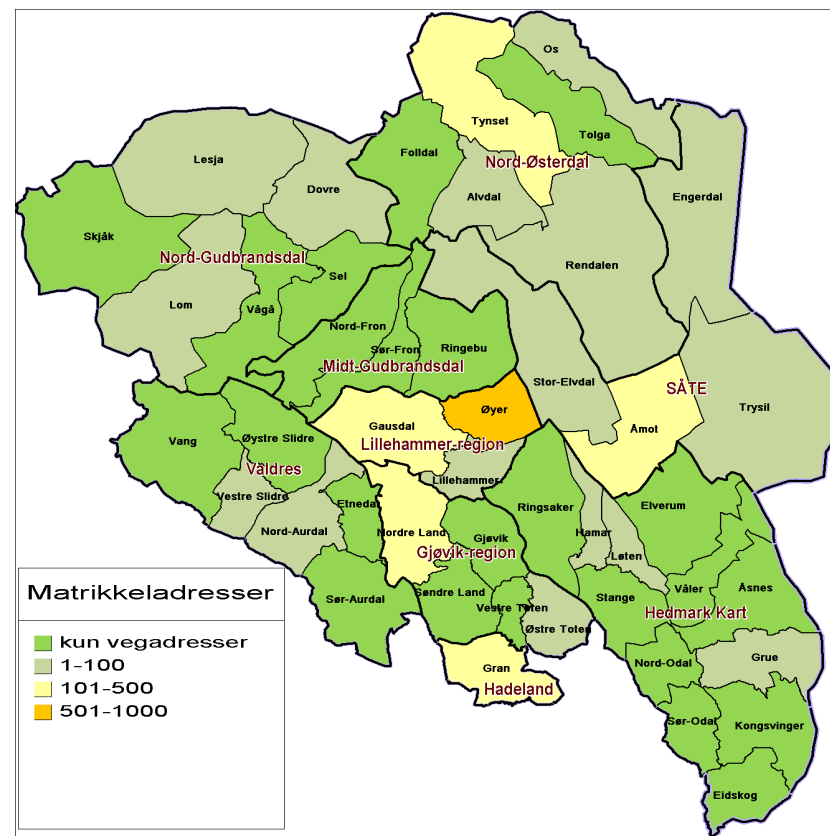 Os
Tynset
Tolga
Folldal
Nord-Østerdal
Lesja
Dovre
Alvdal
Engerdal
Skjåk
Nord-Gudbrandsdal
Sel
Rendalen
Lom
Vågå
Nord-Fron
Sør-Fron
Ringebu
Midt-Gudbrandsdal
Stor-Elvdal
SÅTE
Trysil
Øyer
Gausdal
Åmot
Vang
Øystre Slidre
Lillehammer-region
Valdres
Lillehammer
Vestre Slidre
Etnedal
Ringsaker
Elverum
Nord-Aurdal
Nordre Land
Gjøvik
Hamar
Gjøvik-region
Løten
Sør-Aurdal
Søndre Land
Vestre Toten
Stange
Våler
Åsnes
Hedmark Kart
Østre Toten
Nord-Odal
Grue
Gran
Hadeland
Sør-Odal
Kongsvinger
Eidskog
Matrikkeladresser
kun vegadresser
1-100
101-500
501-1000